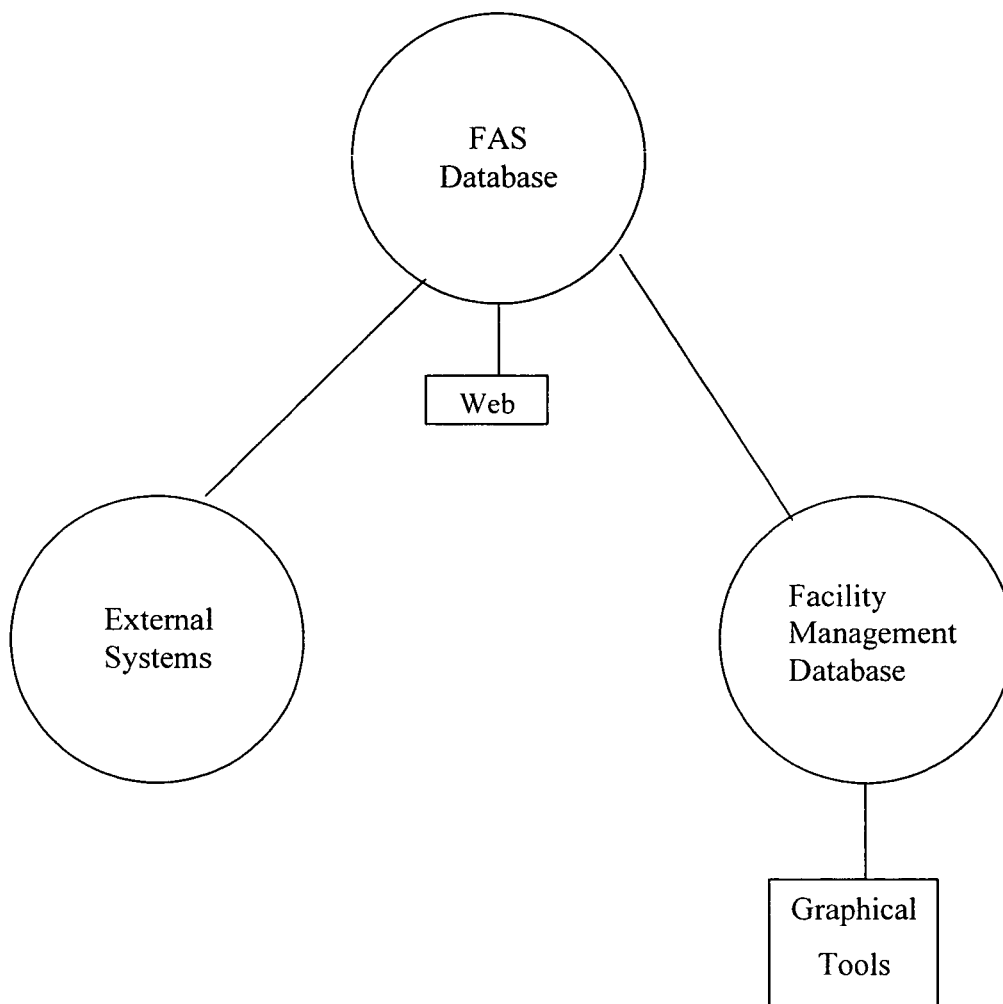 FAS
Database
Web
External
Systems
Facility
Management
Database
Graphical
Tools